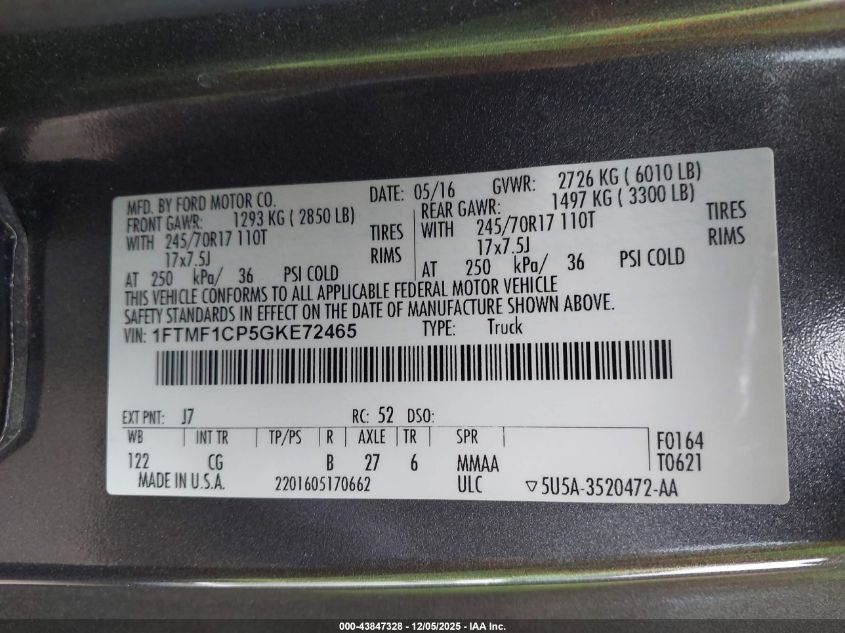 MFD. BY FORD MOTOR CO. DATE: 05/16 GVWR: 2726 KG ( 6010 LB)
FRONT GAWR: 1293 KG ( 2850 LB) REAR GAWR: 1497 KG ( 3300 LB)
WITH 245/70R17 110T TIRES WITH 245/70R17 110T TIRES
17x7.5J RIMS 17x7.5J RIMS
AT 250 kPa/ 36 PSI COLD AT 250 kPa/ 36 PSI COLD
THIS VEHICLE CONFORMS TO ALL APPLICABLE FEDERAL MOTOR VEHICLE
SAFETY STANDARDS IN EFFECT ON THE DATE OF MANUFACTURE SHOWN ABOVE.
VIN: 1FTMF1CP5GKE72465 TYPE: Truck
EXT PNT: J7 RC: 52 DSO:
WB INT TR TP/PS R AXLE TR SPR F0164
122 CG B 27 6 MMAA T0621
MADE IN U.S.A. 2201605170662 ULC ▽5U5A-3520472-AA
000-43847328 - 12/05/2025 - IAA Inc.